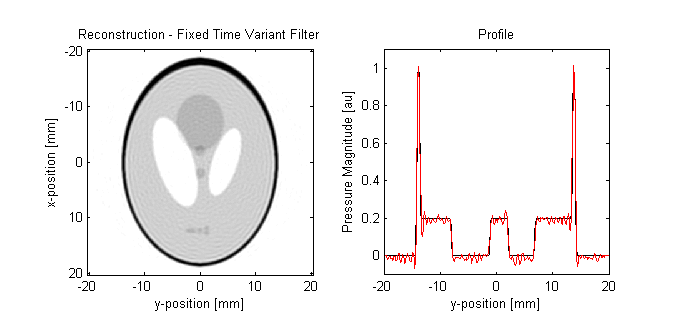 Reconstruction - Fixed Time Variant Filter
-20
-10
0
10
20
x-position [mm]
-20 -10 0 10 20
y-position [mm]
Profile
1
0.8
0.6
0.4
0.2
0
Pressure Magnitude [au]
-20 -10 0 10 20
y-position [mm]